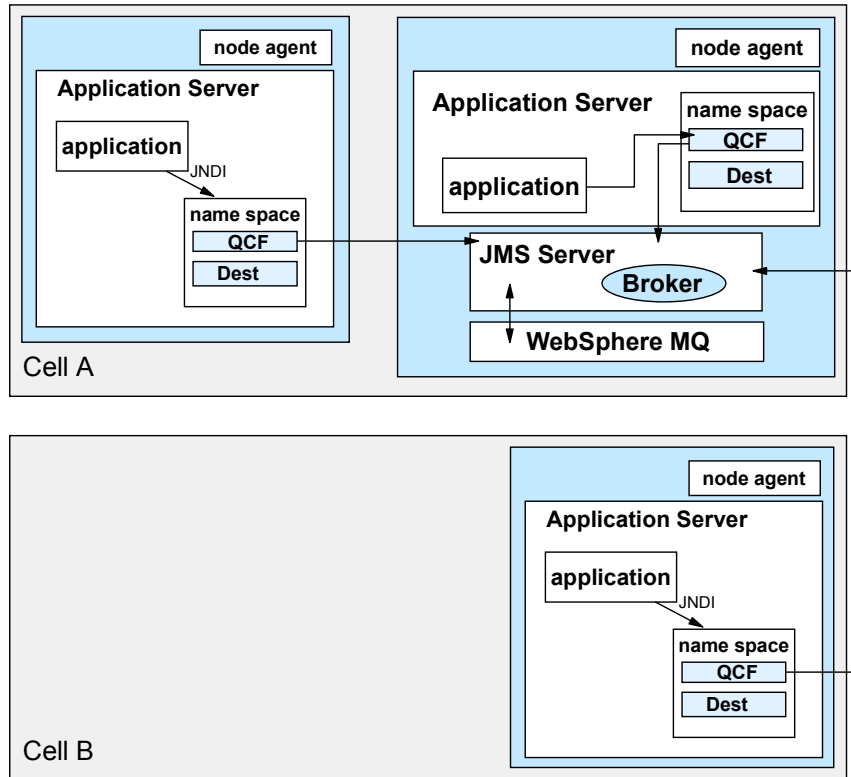 node agent
Application Server
application
JNDI
name space
QCF
Dest
Cell A
node agent
Application Server
name space
QCF
Dest
application
JMS Server
Broker
WebSphere MQ
node agent
Application Server
application
JNDI
name space
QCF
Dest
Cell B